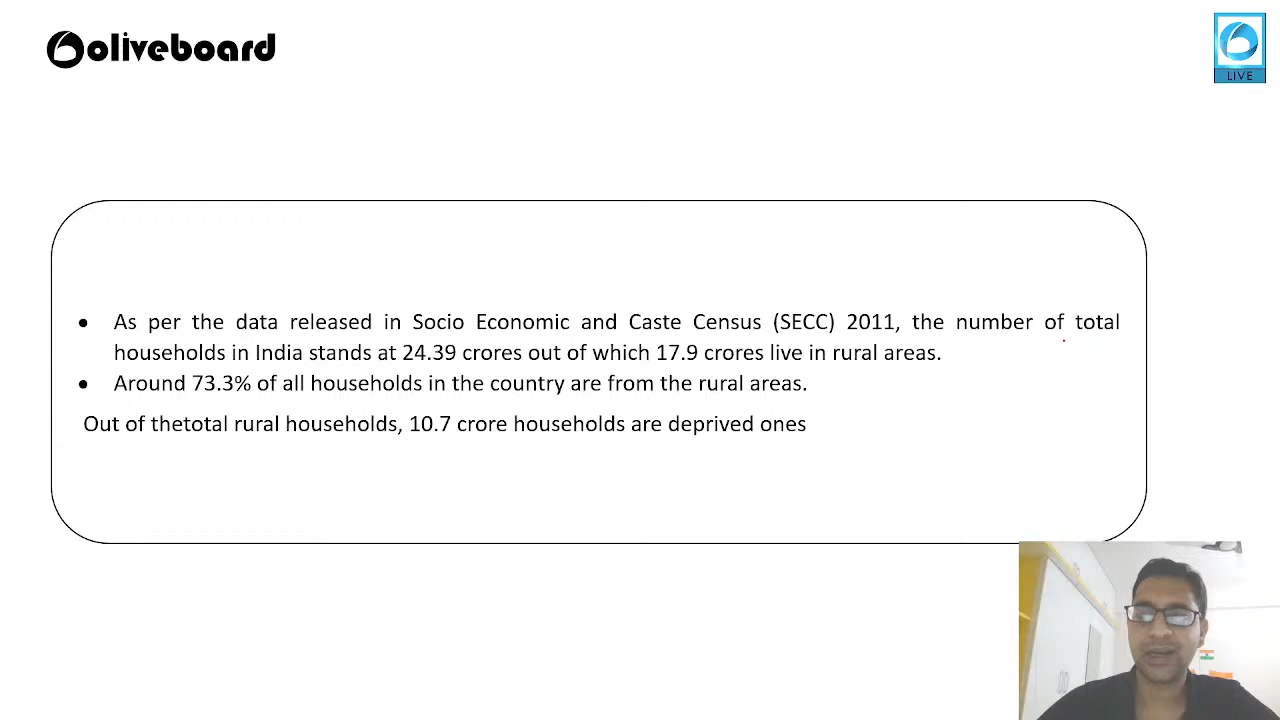 oliveboard
LIVE
• As per the data released in Socio Economic and Caste Census (SECC) 2011, the number of total
households in India stands at 24.39 crores out of which 17.9 crores live in rural areas.
• Around 73.3% of all households in the country are from the rural areas.
Out of thetotal rural households, 10.7 crore households are deprived ones